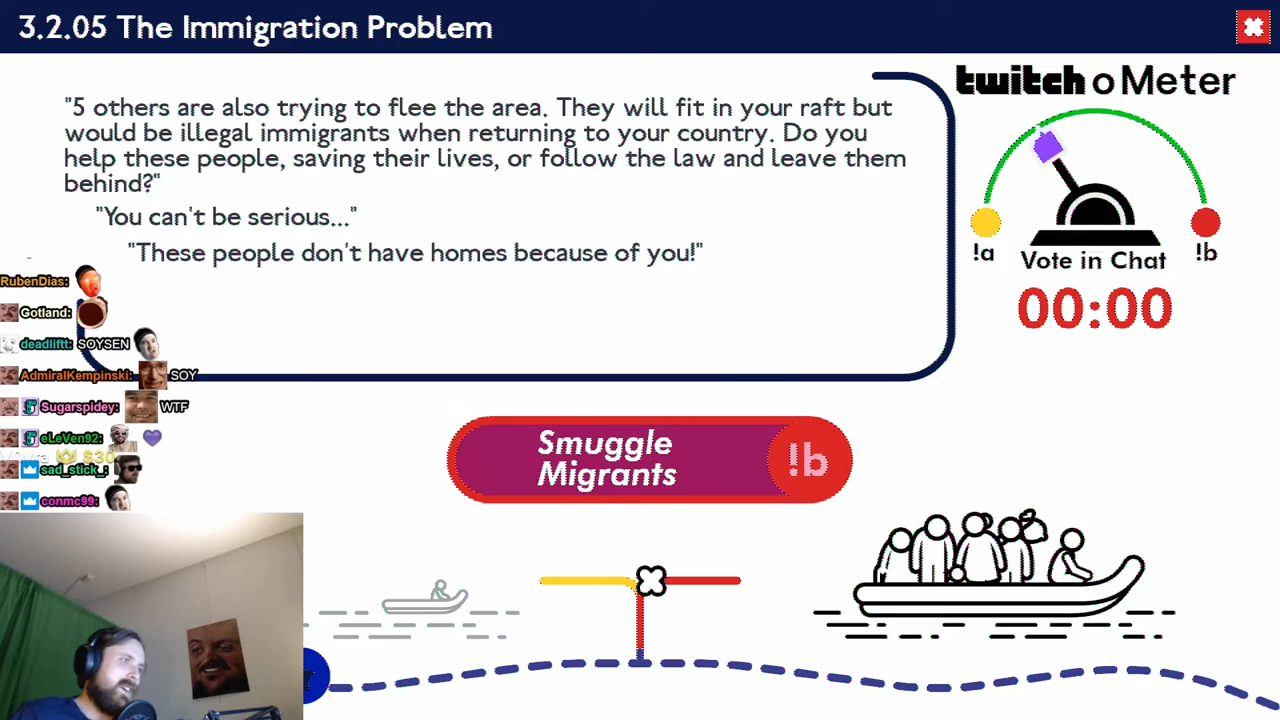 3.2.05 The Immigration Problem
"5 others are also trying to flee the area. They will fit in your raft but
would be illegal immigrants when returning to your country. Do you
help these people, saving their lives, or follow the law and leave them
behind?"
"You can't be serious..."
"These people don't have homes because of you!"
twitch o Meter
!a
Vote in Chat
!b
00:00
RubenDias:
Gotland:
deadliftt: SOYSEN
AdmiralKempinski: SOY
Sugarspidey: WTF
eLeVen92:
$30
sad_stick_:
conmc99:
Smuggle
Migrants
!b